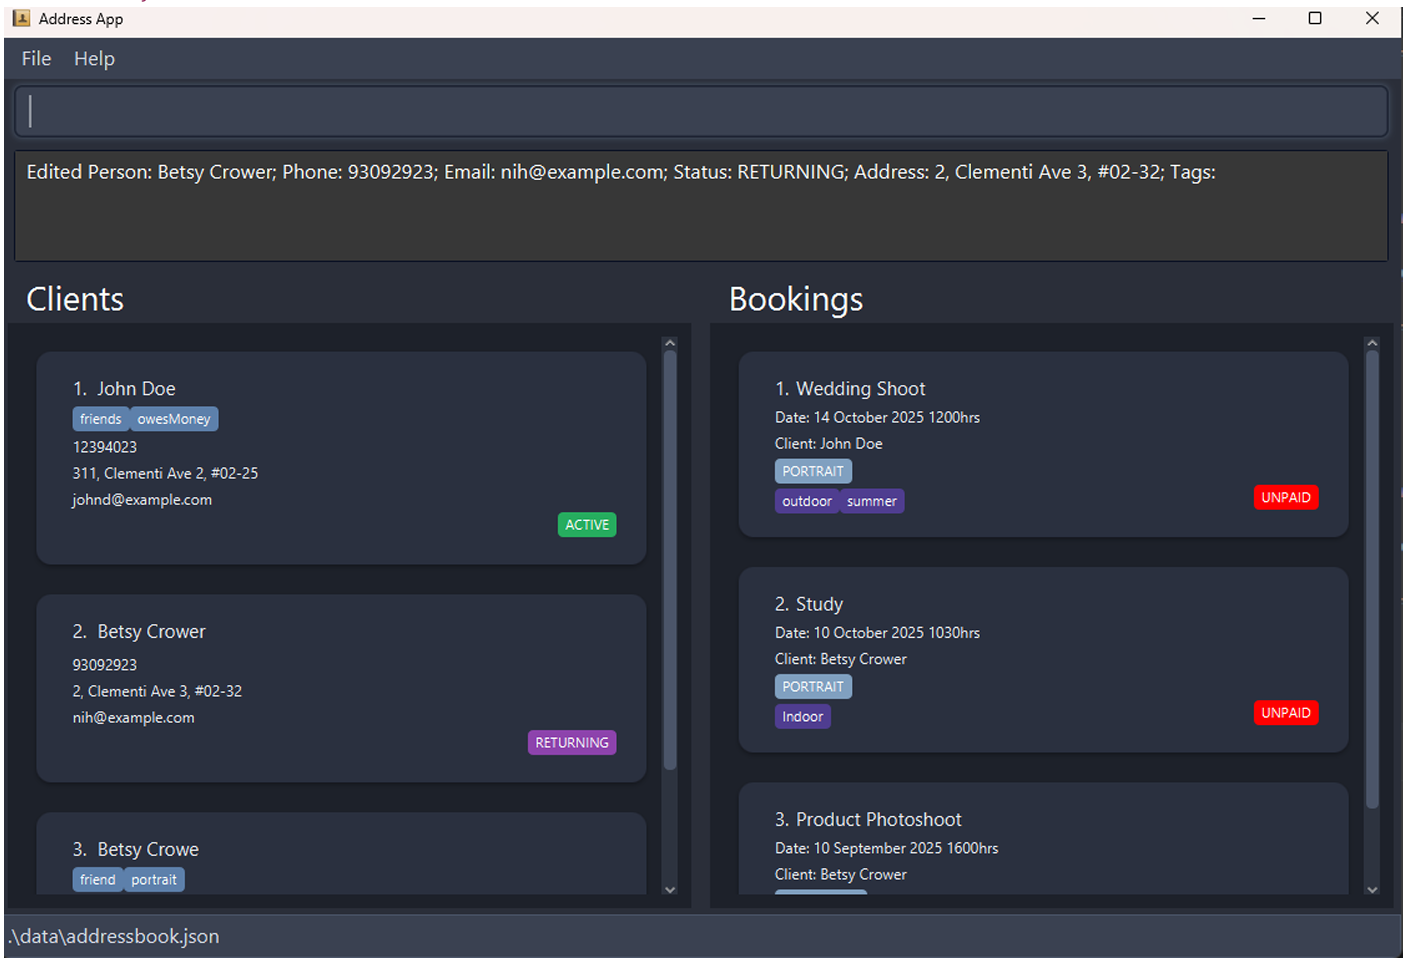 Address App
File Help
Edited Person: Betsy Crower; Phone: 93092923; Email: nih@example.com; Status: RETURNING; Address: 2, Clementi Ave 3, #02-32; Tags:
Clients
1. John Doe
friends owesMoney
12394023
311, Clementi Ave 2, #02-25
johnd@example.com
ACTIVE
2. Betsy Crower
93092923
2, Clementi Ave 3, #02-32
nih@example.com
RETURNING
3. Betsy Crowe
friend portrait
Bookings
1. Wedding Shoot
Date: 14 October 2025 1200hrs
Client: John Doe
PORTRAIT
outdoor summer
UNPAID
2. Study
Date: 10 October 2025 1030hrs
Client: Betsy Crower
PORTRAIT
Indoor
UNPAID
3. Product Photoshoot
Date: 10 September 2025 1600hrs
Client: Betsy Crower
.\data\addressbook.json